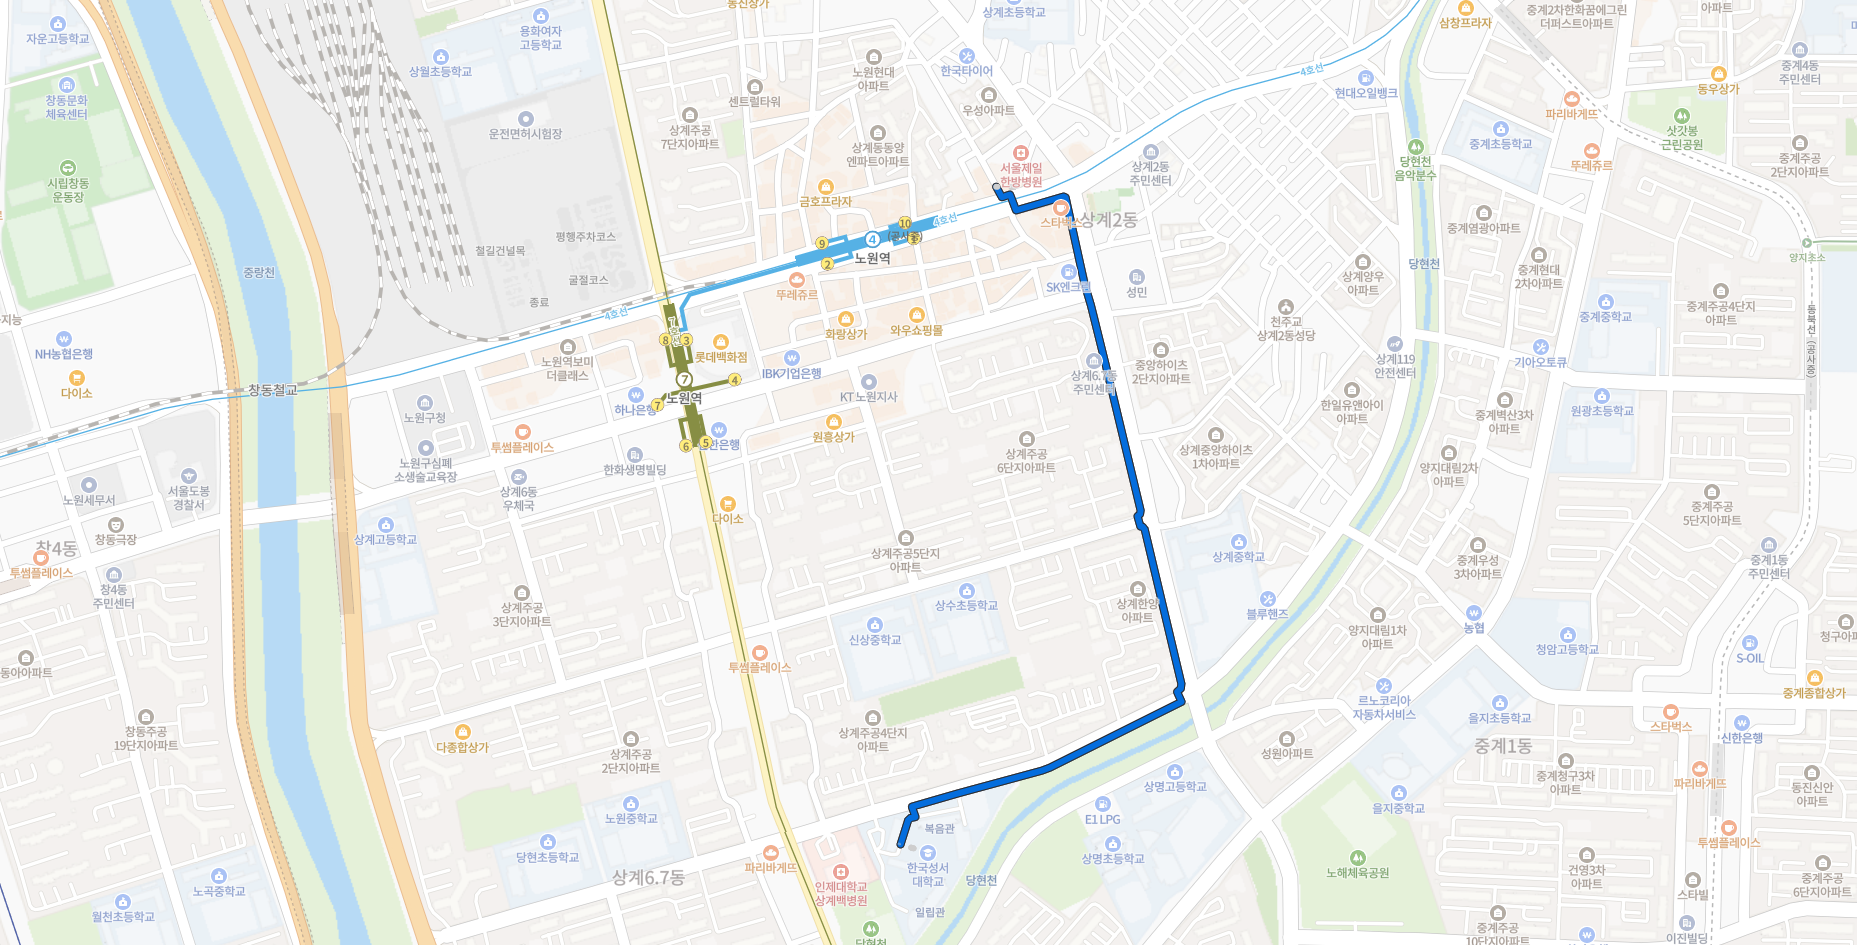 동신상가
상계초등학교
삼창프라자
중계2차한화꿈에그린
더퍼스트아파트
아파트
자운고등학교
용화여자
고등학교
상월초등학교
노원현대
아파트
한국타이어
4호선
현대오일뱅크
중계4동
주민센터
동우상가
창동문화
체육센터
센트럴타워
우성아파트
파리바게뜨
운전면허시험장
상계주공
7단지아파트
상계동동양
엔파트아파트
서울제일
한방병원
상계2동
주민센터
당현천
음악분수
중계초등학교
뚜레쥬르
삿갓봉
근린공원
중계주공
2단지아파트
시립창동
운동장
금호프라자
스타벅스
상계2동
중계염광아파트
평행주차코스
철길건널목
굴절코스
종료
중랑천
9
4
10
4호선
(공사중)
2
노원역
뚜레쥬르
SK엔크린
성민
상계양우
아파트
당현천
중계현대
2차아파트
양지초소
중계주공4단지
아파트
중계중학교
동북선(공사중)
4호선
7호선
화랑상가
와우쇼핑몰
천주교
상계2동성당
NH농협은행
다이소
창동철교
노원역보미
더클래스
8
3
롯데백화점
IBK기업은행
7
4
노원역
7
하나은행
KT노원지사
상계6.7동
주민센터
중앙하이츠
2단지아파트
상계119
안전센터
기아오토큐
노원구청
투썸플레이스
원흥상가
한일유앤아이
아파트
중계벽산3차
아파트
원광초등학교
6
5
신한은행
노원구심폐
소생술교육장
한화생명빌딩
상계주공
6단지아파트
상계중앙하이츠
1차아파트
양지대림2차
아파트
노원세무서
서울도봉
경찰서
상계6동
우체국
다이소
중계주공
5단지아파트
창동극장
창4동
투썸플레이스
상계고등학교
상계주공5단지
아파트
상계중학교
중계우성
3차아파트
중계1동
주민센터
창4동
주민센터
상계주공
3단지아파트
상수초등학교
상계한양
아파트
블루핸즈
양지대림1차
아파트
농협
청암고등학교
청구아파
신상중학교
동아아파트
투썸플레이스
S-OIL
르노코리아
자동차서비스
을지초등학교
중계종합상가
스타벅스
신한은행
창동주공
19단지아파트
다종합상가
상계주공
2단지아파트
상계주공4단지
아파트
성원아파트
중계1동
중계청구3차
아파트
파리바게뜨
동진신안
아파트
상명고등학교
을지중학교
노원중학교
E1 LPG
복음관
당현초등학교
파리바게뜨
상계6.7동
인제대학교
상계백병원
한국성서
대학교
당현천
상명초등학교
노해체육공원
건영3차
아파트
투썸플레이스
중계주공
6단지아파트
스타빌
노곡중학교
월천초등학교
일립관
당현천
중계주공
10단지아파트
이진빌딩